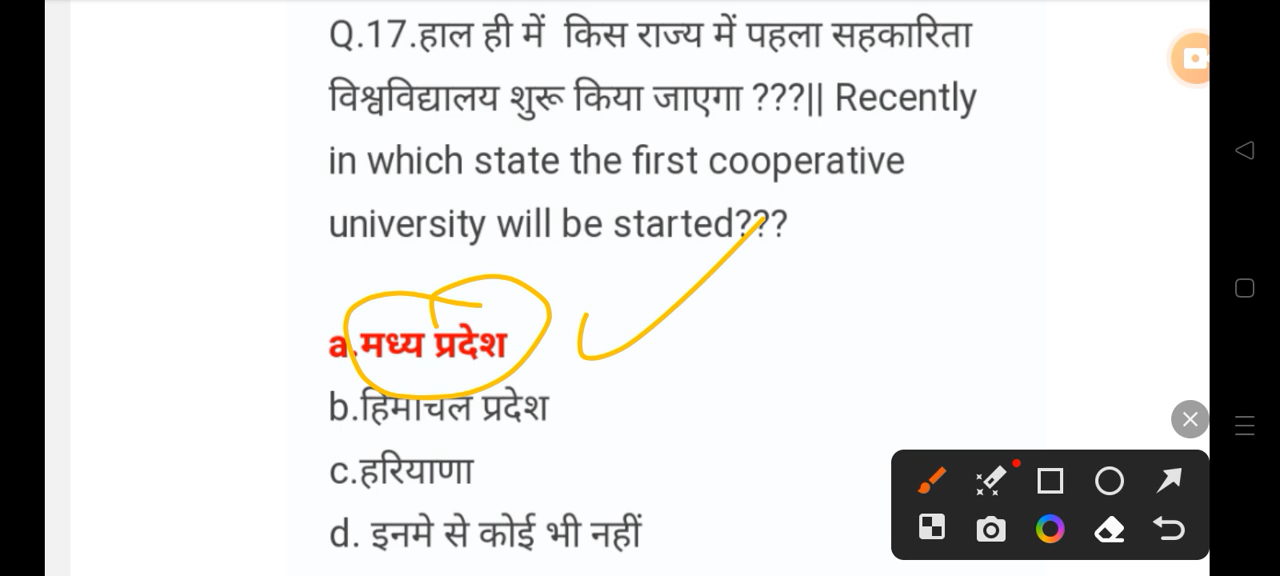 Q.17.हाल ही में किस राज्य में पहला सहकारिता
विश्वविद्यालय शुरू किया जाएगा ???|| Recently
in which state the first cooperative
university will be started???
a.मध्य प्रदेश
b.हिमाचल प्रदेश
c.हरियाणा
d. इनमे से कोई भी नहीं